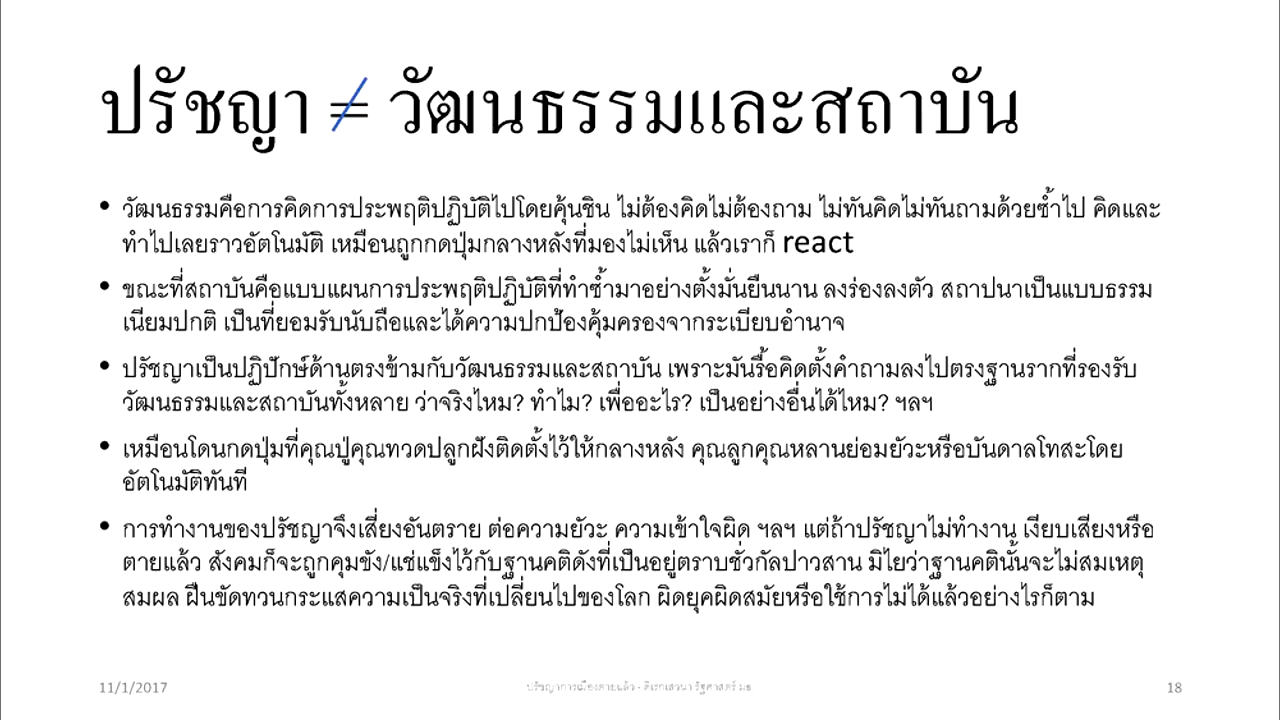 ปรัชญา ≠ วัฒนธรรมและสถาบัน
• วัฒนธรรมคือการคิดการประพฤติปฏิบัติไปโดยคุ้นชิน ไม่ต้องคิดไม่ต้องถาม ไม่ทันคิดไม่ทันถามด้วยซ้ำไป คิดและ
ทำไปเลยราวอัตโนมัติ เหมือนถูกกดปุ่มกลางหลังที่มองไม่เห็น แล้วเราก็ react
• ขณะที่สถาบันคือแบบแผนการประพฤติปฏิบัติที่ทำซ้ำมาอย่างตั้งมั่นยืนนาน ลงร่องลงตัว สถาปนาเป็นแบบธรรม
เนียมปกติ เป็นที่ยอมรับนับถือและได้ความปกป้องคุ้มครองจากระเบียบอำนาจ
• ปรัชญาเป็นปฏิปักษ์ด้านตรงข้ามกับวัฒนธรรมและสถาบัน เพราะมันรื้อคิดตั้งคำถามลงไปตรงฐานรากที่รองรับ
วัฒนธรรมและสถาบันทั้งหลาย ว่าจริงไหม? ทำไม? เพื่ออะไร? เป็นอย่างอื่นได้ไหม? ฯลฯ
• เหมือนโดนกดปุ่มที่คุณปู่คุณทวดปลูกฝังติดตั้งไว้ให้กลางหลัง คุณลูกคุณหลานย่อมยัวะหรือบันดาลโทสะโดย
อัตโนมัติทันที
• การทำงานของปรัชญาจึงเสี่ยงอันตราย ต่อความยัวะ ความเข้าใจผิด ฯลฯ แต่ถ้าปรัชญาไม่ทำงาน เงียบเสียงหรือ
ตายแล้ว สังคมก็จะถูกคุมขัง/แช่แข็งไว้กับฐานคติดังที่เป็นอยู่ตราบชั่วกัลปาวสาน มิไยว่าฐานคตินั้นจะไม่สมเหตุ
สมผล ฝืนขัดทวนกระแสความเป็นจริงที่เปลี่ยนไปของโลก ผิดยุคผิดสมัยหรือใช้การไม่ได้แล้วอย่างไรก็ตาม
11/1/2017 ปรัชญาการเมืองตายแล้ว - ดิเรกเสวนา รัฐศาสตร์ มธ 18